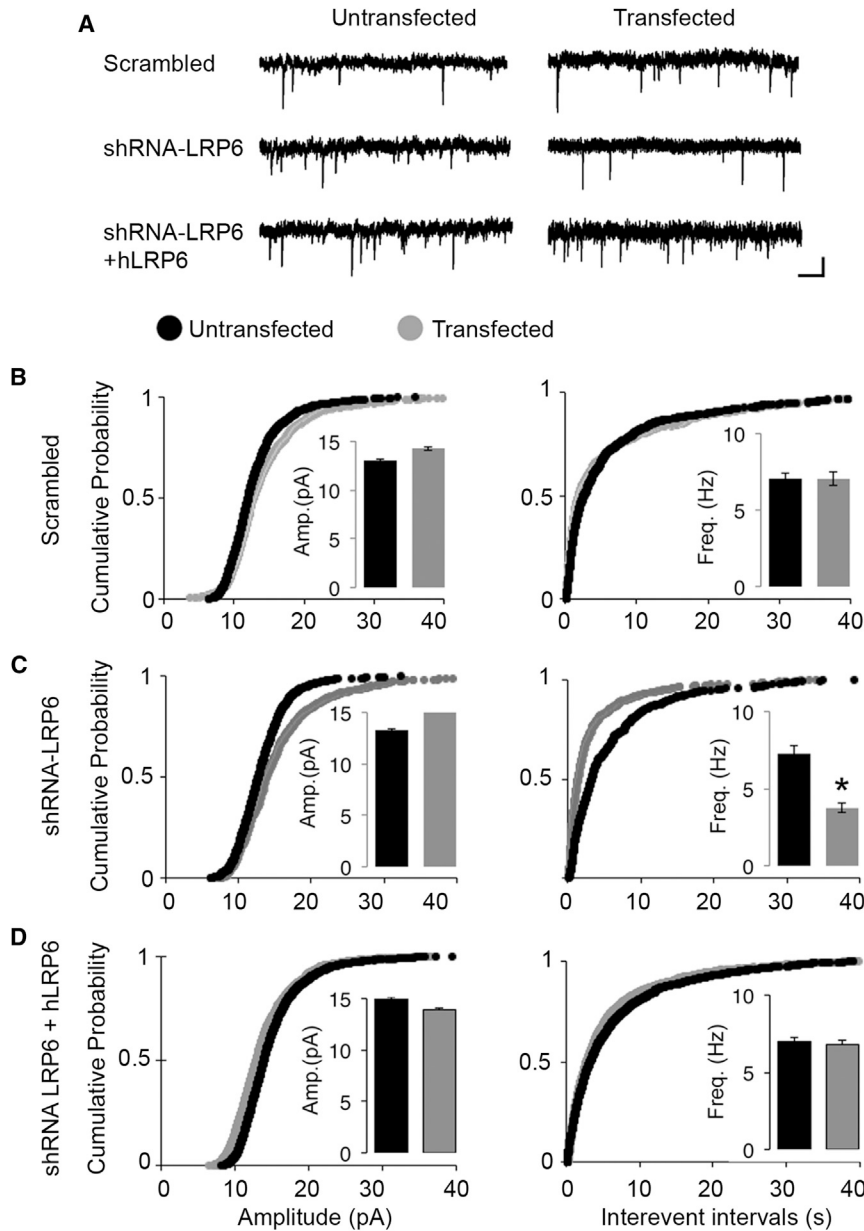 A
Untransfected Transfected
Scrambled
shRNA-LRP6
shRNA-LRP6
+hLRP6
Untransfected Transfected
B
Scrambled
Cumulative Probability
1
0.5
0
0 10 20 30 40
Amp.(pA)
15
10
5
0
1
0.5
0
0 10 20 30 40
Freq. (Hz)
10
5
0
C
shRNA-LRP6
Cumulative Probability
1
0.5
0
0 10 20 30 40
Amp.(pA)
15
10
5
0
1
0.5
0
0 10 20 30 40
Freq. (Hz)
10
5
0
*
D
shRNA LRP6 + hLRP6
Cumulative Probability
1
0.5
0
0 10 20 30 40
Amp.(pA)
15
10
5
0
Amplitude (pA)
1
0.5
0
0 10 20 30 40
Freq. (Hz)
10
5
0
Interevent intervals (s)